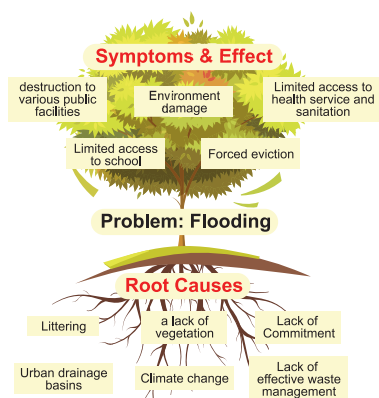 Symptoms & Effect
destruction to
various public
facilities
Environment
damage
Limited access to
health service and
sanitation
Limited access
to school
Forced eviction
Problem: Flooding
Root Causes
Littering
a lack of
vegetation
Lack of
Commitment
Urban drainage
basins
Climate change
Lack of
effective waste
management